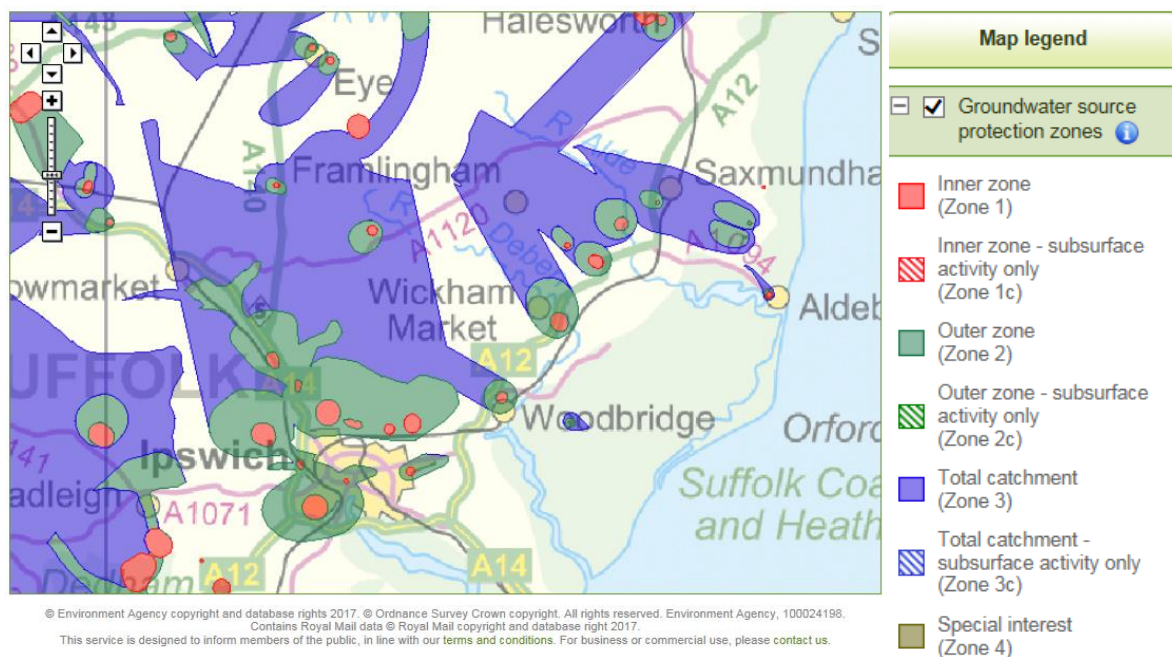 A143
R W
Halesworth
S
Eye
A12
A140
Framlingham
R
Alde
Saxmundha
A1120
R
Deben
A1094
4
owmarket
Wickham
Market
Aldeb
UFFOLK
A14
A12
Woodbridge
Orford
Ipswich
141
adleigh
A1071
Suffolk Coa
and Heath
A14
Dedham
A12
Map legend
Groundwater source
protection zones i
Inner zone
(Zone 1)
Inner zone - subsurface
activity only
(Zone 1c)
Outer zone
(Zone 2)
Outer zone - subsurface
activity only
(Zone 2c)
Total catchment
(Zone 3)
Total catchment -
subsurface activity only
(Zone 3c)
Special interest
(Zone 4)
© Environment Agency copyright and database rights 2017. © Ordnance Survey Crown copyright. All rights reserved. Environment Agency, 100024198.
Contains Royal Mail data © Royal Mail copyright and database right 2017.
This service is designed to inform members of the public, in line with our terms and conditions. For business or commercial use, please contact us.